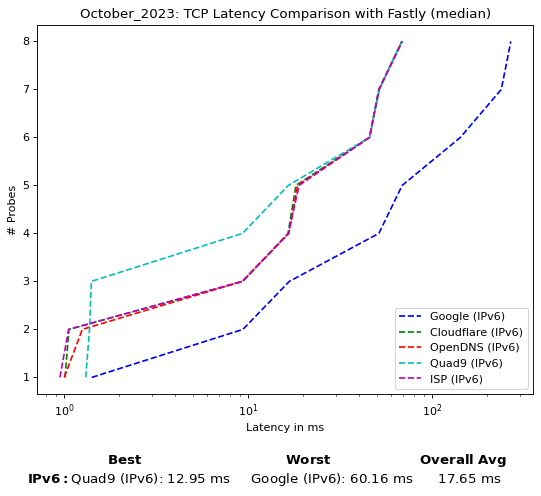 October_2023: TCP Latency Comparison with Fastly (median)
8
7
6
5
4
3
2
1
# Probes
Google (IPv6)
Cloudflare (IPv6)
OpenDNS (IPv6)
Quad9 (IPv6)
ISP (IPv6)
10^0 10^1 10^2
Latency in ms
Best Worst Overall Avg
IPv6: Quad9 (IPv6): 12.95 ms Google (IPv6): 60.16 ms 17.65 ms